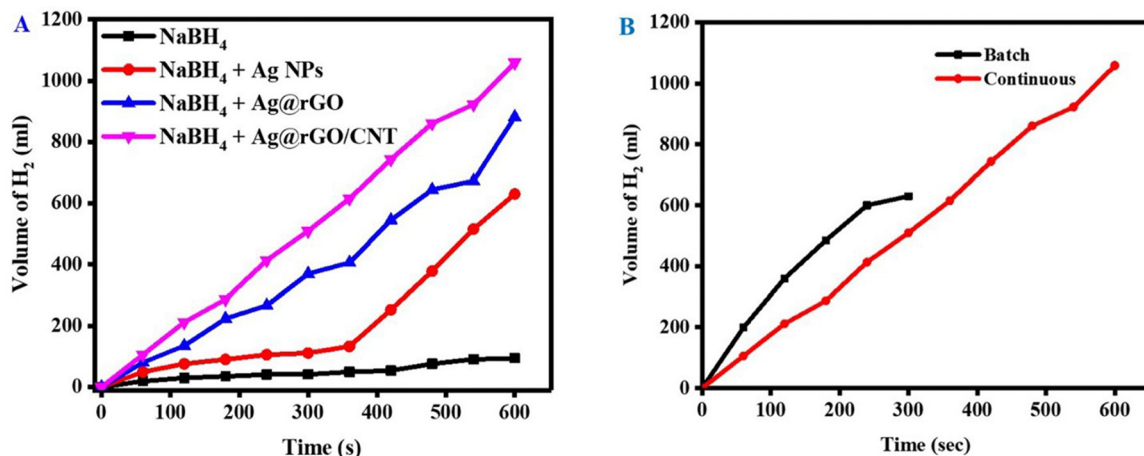 A
NaBH₄
NaBH₄ + Ag NPs
NaBH₄ + Ag@rGO
NaBH₄ + Ag@rGO/CNT
Volume of H₂ (ml)
1200
1000
800
600
400
200
0
0 100 200 300 400 500 600
Time (s)
B
Batch
Continuous
Volume of H₂ (ml)
1200
1000
800
600
400
200
0
0 100 200 300 400 500 600
Time (sec)